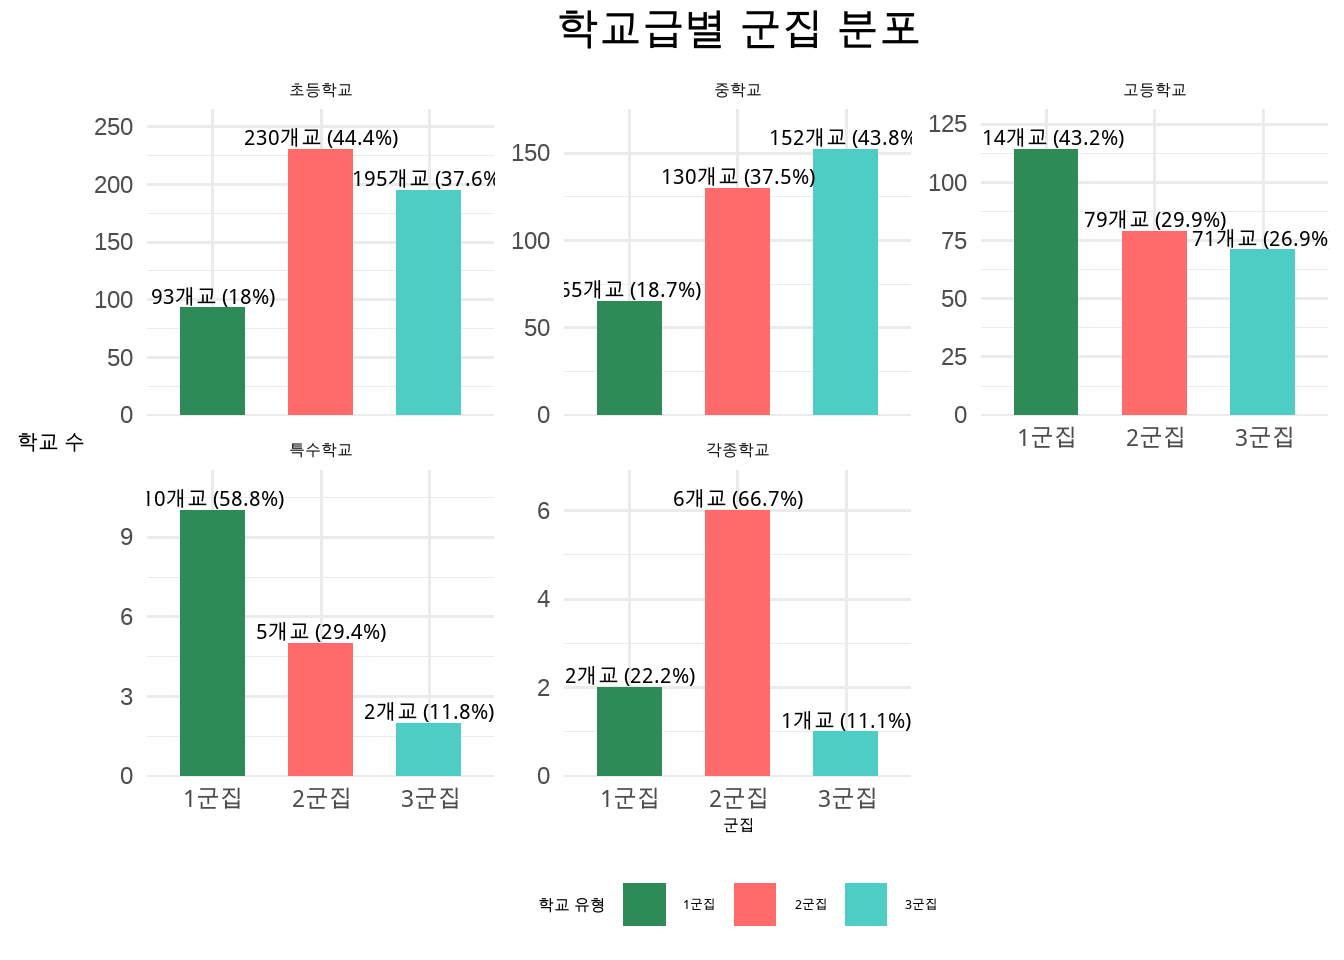 학교급별 군집 분포
초등학교
중학교
고등학교
250
200
150
100
50
0
93개교 (18%)
230개교 (44.4%)
195개교 (37.6%
150
100
50
0
55개교 (18.7%)
130개교 (37.5%)
152개교 (43.8%
125
100
75
50
25
0
14개교 (43.2%)
79개교 (29.9%)
71개교 (26.9%
1군집
2군집
3군집
학교 수
특수학교
각종학교
9
6
3
0
10개교 (58.8%)
5개교 (29.4%)
2개교 (11.8%)
1군집
2군집
3군집
6
4
2
0
2개교 (22.2%)
6개교 (66.7%)
1개교 (11.1%)
1군집
2군집
3군집
군집
학교 유형
1군집
2군집
3군집